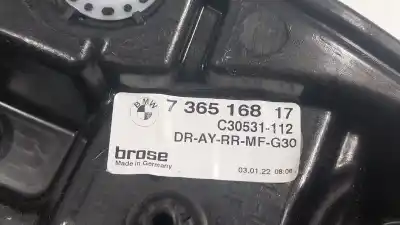 BMW
7 365 168 17
C30531-112
DR-AY-RR-MF-G30
brose
Made in Germany
03.01.22 08:08